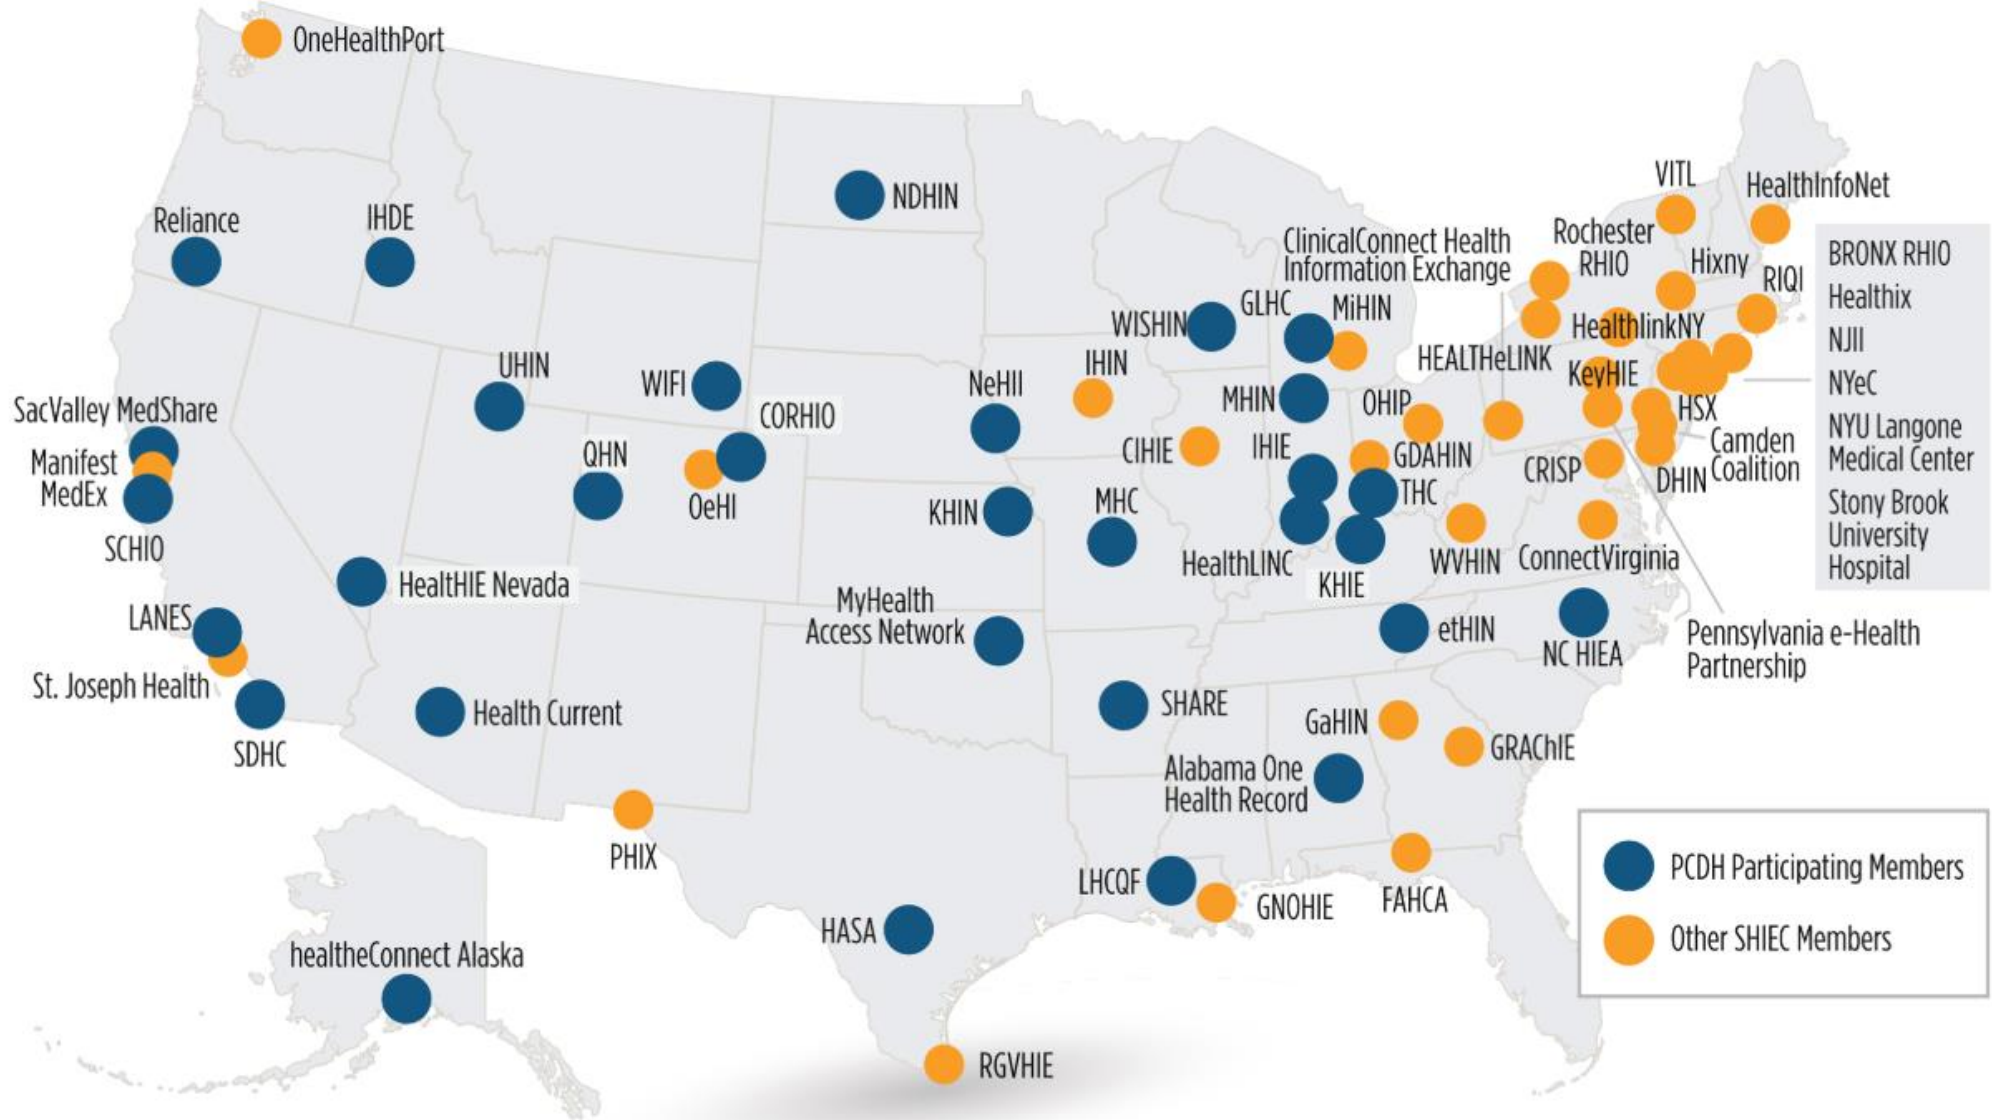 OneHealthPort
NDHIN
VITL
HealthInfoNet
Reliance
IHDE
ClinicalConnect Health
Information Exchange
Rochester
RHIO
Hixny
RIQI
BRONX RHIO
Healthix
NJII
NYeC
NYU Langone
Medical Center
Stony Brook
University
Hospital
GLHC
MiHIN
WISHIN
HealthlinkNY
HEALTHeLINK
KeyHIE
UHIN
WIFI
NeHII
IHIN
MHIN
OHIP
HSX
SacValley MedShare
CORHIO
Camden
Coalition
Manifest
MedEx
QHN
CIHIE
IHIE
GDAHIN
CRISP
DHIN
OeHI
KHIN
MHC
THC
SCHIO
HealthLINC
KHIE
WVHIN
ConnectVirginia
HealtHIE Nevada
LANES
MyHealth
Access Network
etHIN
NC HIEA
Pennsylvania e-Health
Partnership
St. Joseph Health
Health Current
SHARE
GaHIN
GRAChIE
SDHC
Alabama One
Health Record
PHIX
LHCQF
GNOHIE
FAHCA
PCDH Participating Members
Other SHIEC Members
HASA
healtheConnect Alaska
RGVHIE